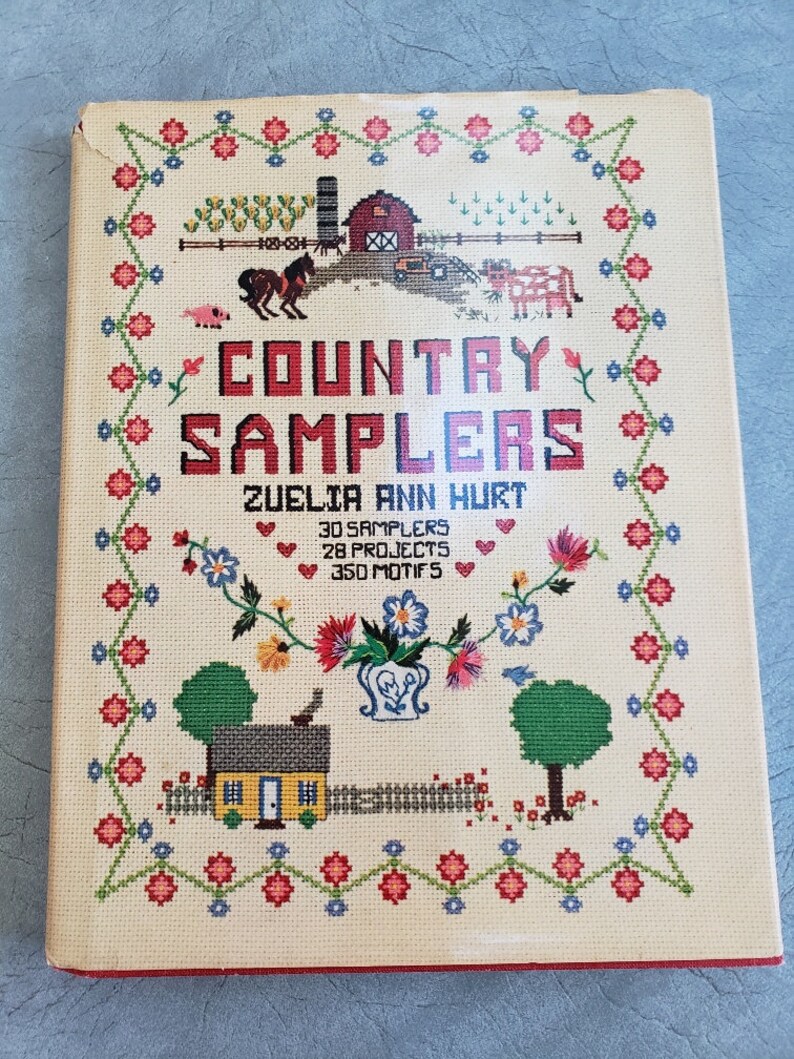 COUNTRY
SAMPLERS
ZUELIA ANN HURT
30 SAMPLERS
28 PROJECTS
350 MOTIFS